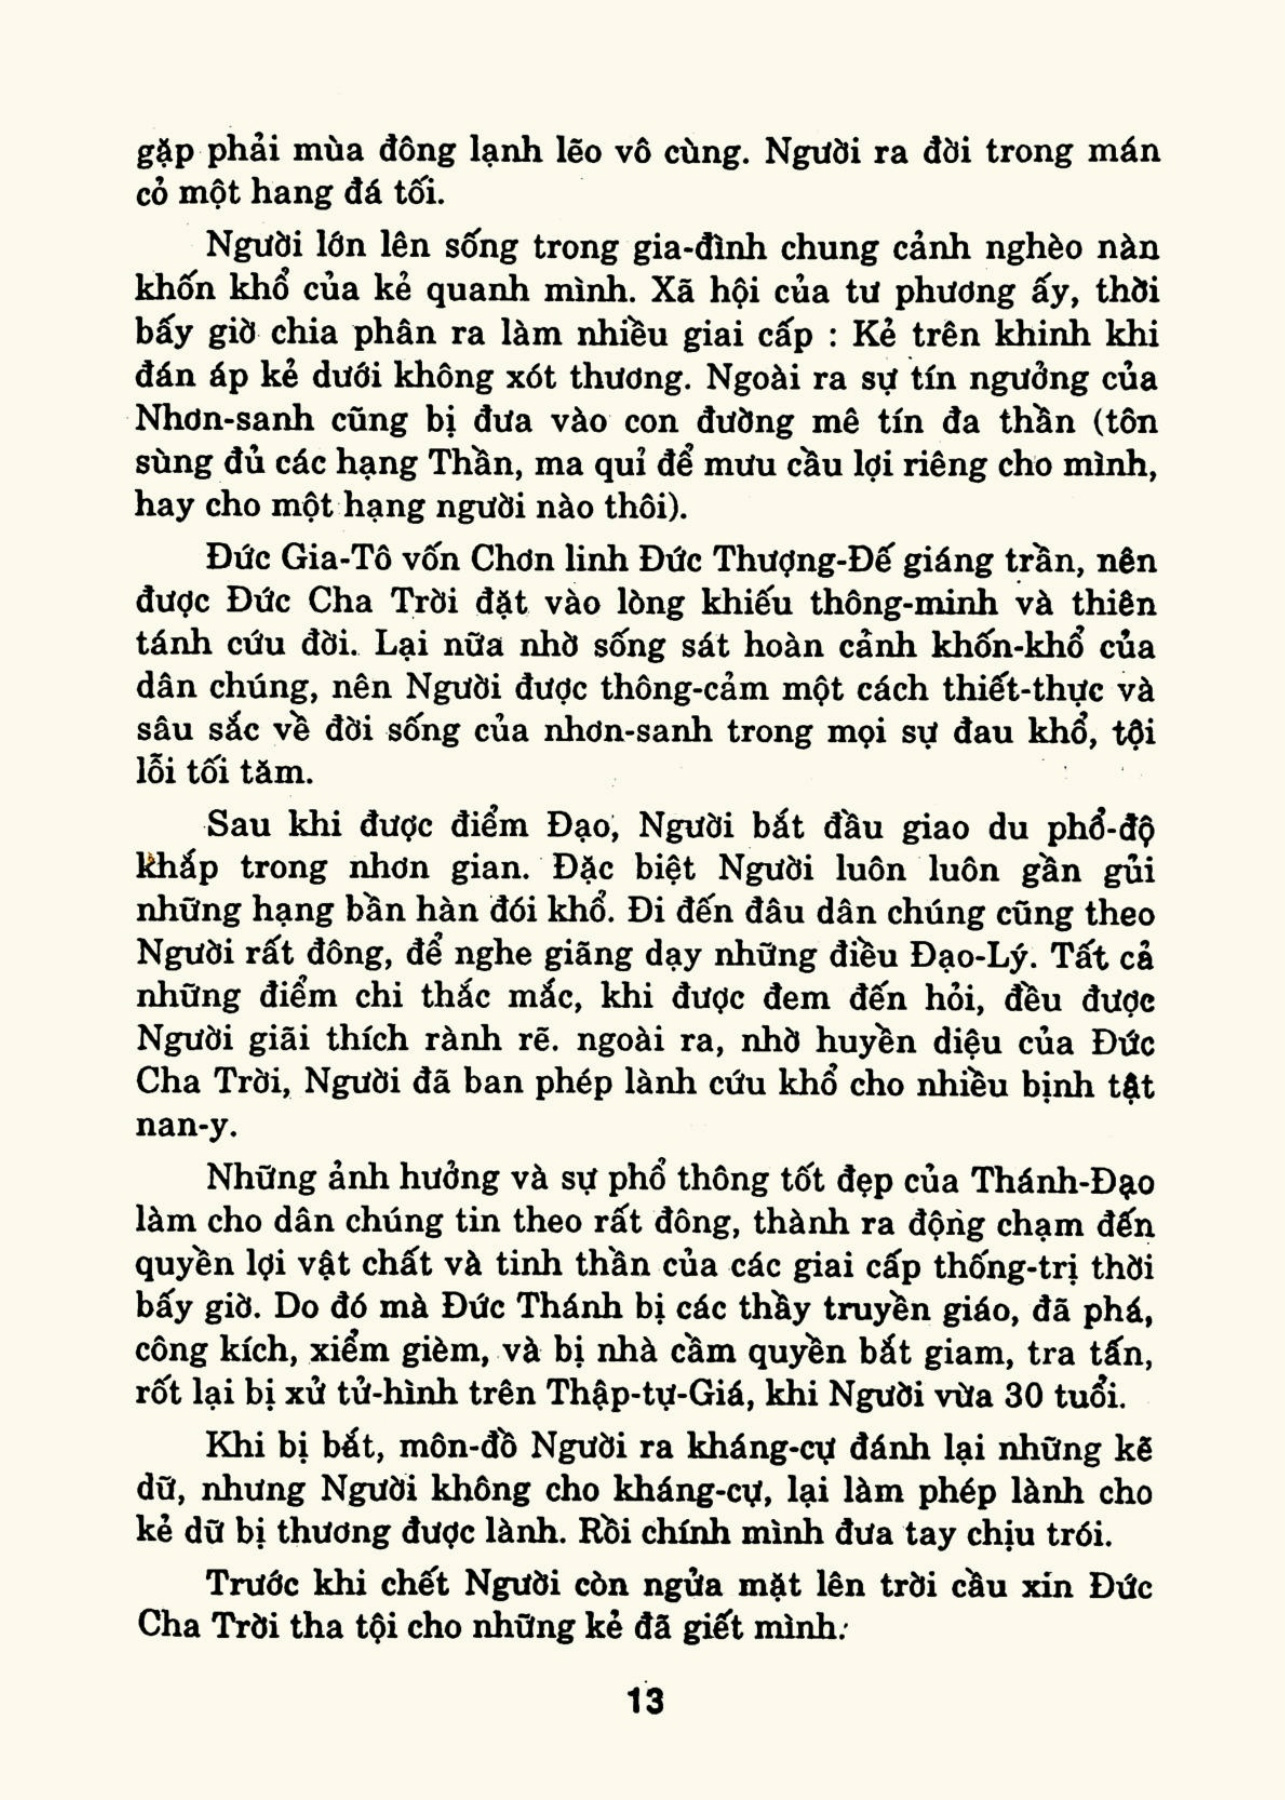 gặp phải mùa đông lạnh lẽo vô cùng. Người ra đời trong mán
cỏ một hang đá tối.
Người lớn lên sống trong gia-đình chung cảnh nghèo nàn
khốn khổ của kẻ quanh mình. Xã hội của tư phương ấy, thời
bấy giờ chia phân ra làm nhiều giai cấp : Kẻ trên khinh khi
đán áp kẻ dưới không xót thương. Ngoài ra sự tín ngưởng của
Nhơn-sanh cũng bị đưa vào con đường mê tín đa thần (tôn
sùng đủ các hạng Thần, ma quỉ để mưu cầu lợi riêng cho mình,
hay cho một hạng người nào thôi).
Đức Gia-Tô vốn Chơn linh Đức Thượng-Đế giáng trần, nên
được Đức Cha Trời đặt vào lòng khiếu thông-minh và thiên
tánh cứu đời. Lại nữa nhờ sống sát hoàn cảnh khốn-khổ của
dân chúng, nên Người được thông-cảm một cách thiết-thực và
sâu sắc về đời sống của nhơn-sanh trong mọi sự đau khổ, tội
lỗi tối tăm.
Sau khi được điểm Đạo, Người bắt đầu giao du phổ-độ
khắp trong nhơn gian. Đặc biệt Người luôn luôn gần gủi
những hạng bần hàn đói khổ. Đi đến đâu dân chúng cũng theo
Người rất đông, để nghe giãng dạy những điều Đạo-Lý. Tất cả
những điểm chi thắc mắc, khi được đem đến hỏi, đều được
Người giãi thích rành rẽ. ngoài ra, nhờ huyền diệu của Đức
Cha Trời, Người đã ban phép lành cứu khổ cho nhiều bịnh tật
nan-y.
Những ảnh hưởng và sự phổ thông tốt đẹp của Thánh-Đạo
làm cho dân chúng tin theo rất đông, thành ra động chạm đến
quyền lợi vật chất và tinh thần của các giai cấp thống-trị thời
bấy giờ. Do đó mà Đức Thánh bị các thầy truyền giáo, đã phá,
công kích, xiểm gièm, và bị nhà cầm quyền bắt giam, tra tấn,
rốt lại bị xử tử-hình trên Thập-tự-Giá, khi Người vừa 30 tuổi.
Khi bị bắt, môn-đồ Người ra kháng-cự đánh lại những kẽ
dữ, nhưng Người không cho kháng-cự, lại làm phép lành cho
kẻ dữ bị thương được lành. Rồi chính mình đưa tay chịu trói.
Trước khi chết Người còn ngửa mặt lên trời cầu xin Đức
Cha Trời tha tội cho những kẻ đã giết mình.
13